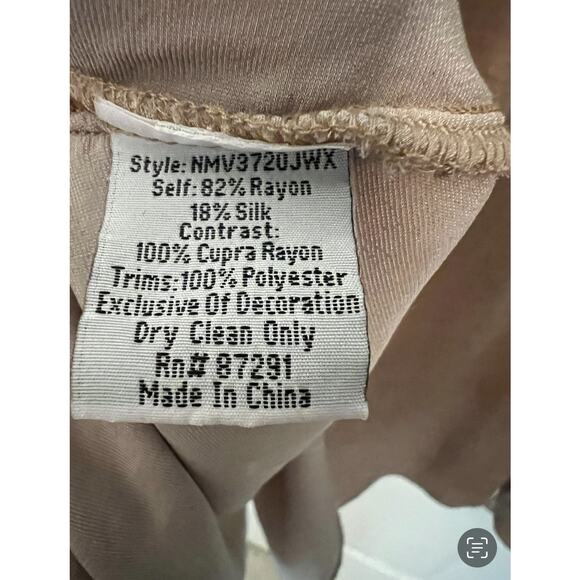 Style: NMV3720JWX
Self: 82% Rayon
18% Silk
Contrast:
100% Cupra Rayon
Trims:100% Polyester
Exclusive Of Decoration
Dry Clean Only
Rn# 87291
Made In China